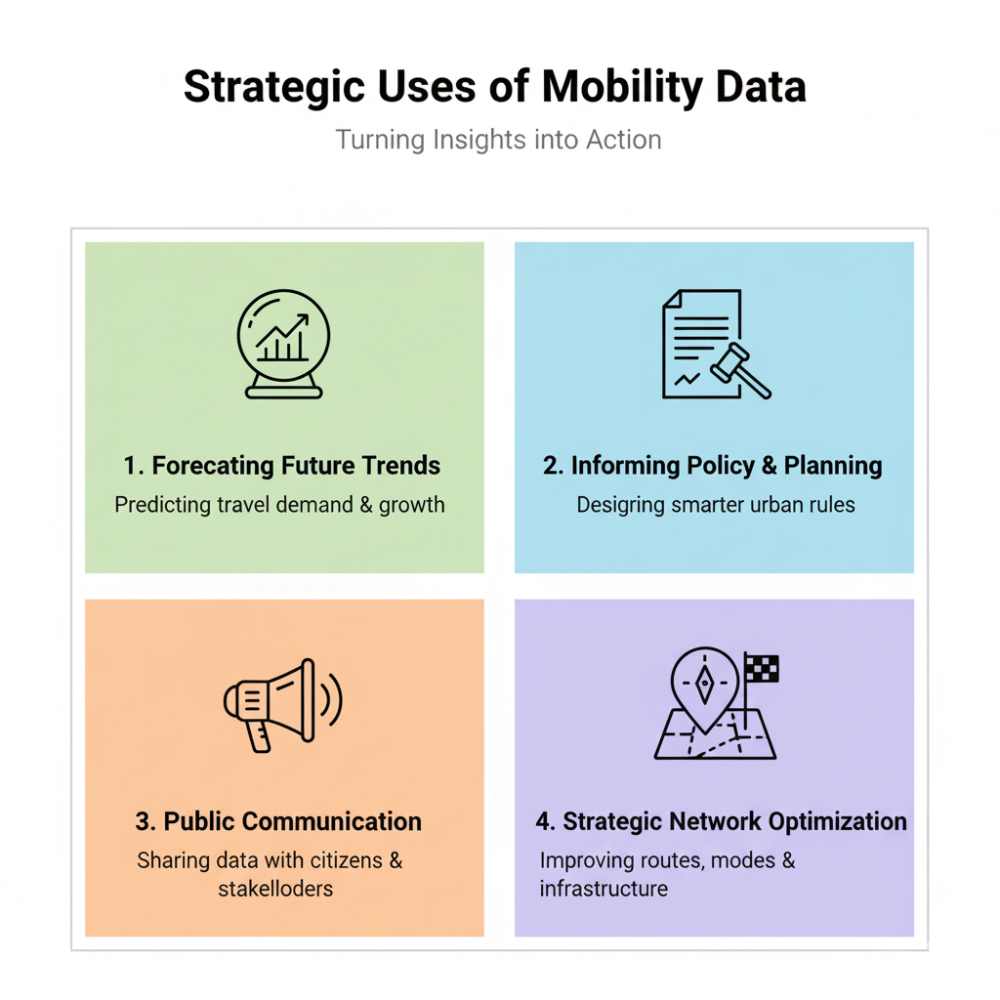 Strategic Uses of Mobility Data
Turning Insights into Action
1. Forecating Future Trends
Predicting travel demand & growth
2. Informing Policy & Planning
Desigring smarter urban rules
3. Public Communication
Sharing data with citizens &
stakelloders
4. Strategic Network Optimization
Improving routes, modes &
infrastructure